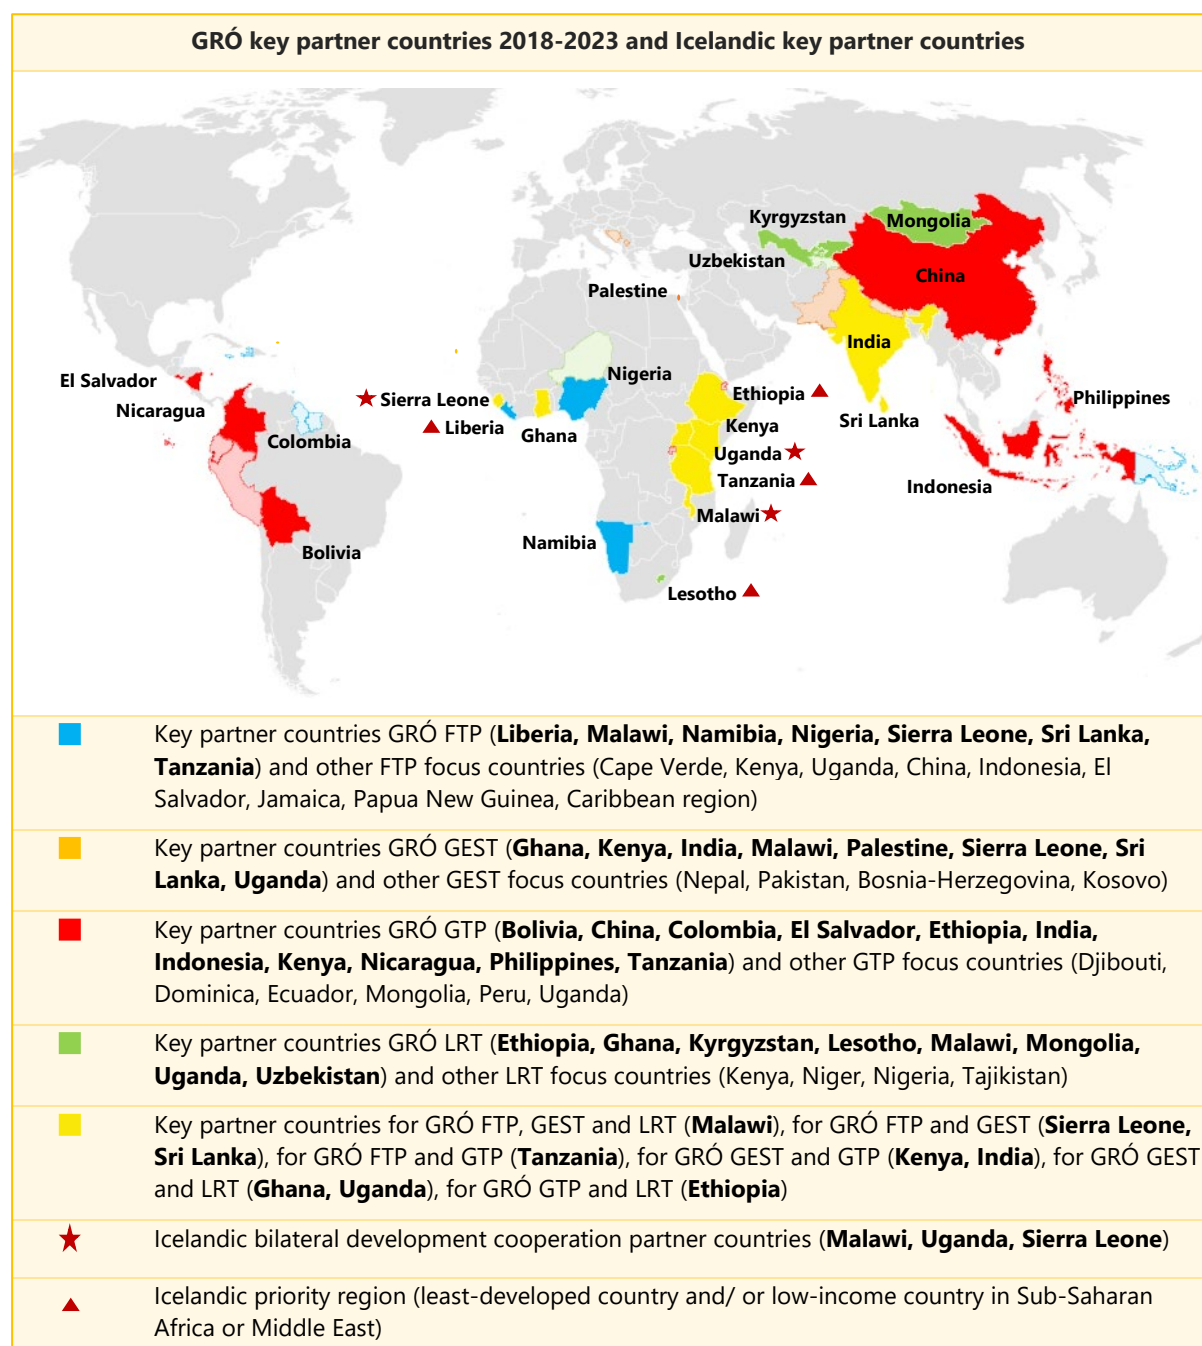 GRÓ key partner countries 2018-2023 and Icelandic key partner countries
Kyrgyzstan
Mongolia
Uzbekistan
China
Palestine
India
El Salvador
Nigeria
Ethiopia
Philippines
Nicaragua
Sierra Leone
Sri Lanka
Colombia
Liberia
Ghana
Kenya
Uganda
Tanzania
Indonesia
Malawi
Namibia
Bolivia
Lesotho
Key partner countries GRÓ FTP (Liberia, Malawi, Namibia, Nigeria, Sierra Leone, Sri Lanka,
Tanzania) and other FTP focus countries (Cape Verde, Kenya, Uganda, China, Indonesia, El
Salvador, Jamaica, Papua New Guinea, Caribbean region)
Key partner countries GRÓ GEST (Ghana, Kenya, India, Malawi, Palestine, Sierra Leone, Sri
Lanka, Uganda) and other GEST focus countries (Nepal, Pakistan, Bosnia-Herzegovina, Kosovo)
Key partner countries GRÓ GTP (Bolivia, China, Colombia, El Salvador, Ethiopia, India,
Indonesia, Kenya, Nicaragua, Philippines, Tanzania) and other GTP focus countries (Djibouti,
Dominica, Ecuador, Mongolia, Peru, Uganda)
Key partner countries GRÓ LRT (Ethiopia, Ghana, Kyrgyzstan, Lesotho, Malawi, Mongolia,
Uganda, Uzbekistan) and other LRT focus countries (Kenya, Niger, Nigeria, Tajikistan)
Key partner countries for GRÓ FTP, GEST and LRT (Malawi), for GRÓ FTP and GEST (Sierra Leone,
Sri Lanka), for GRÓ FTP and GTP (Tanzania), for GRÓ GEST and GTP (Kenya, India), for GRÓ GEST
and LRT (Ghana, Uganda), for GRÓ GTP and LRT (Ethiopia)
Icelandic bilateral development cooperation partner countries (Malawi, Uganda, Sierra Leone)
Icelandic priority region (least-developed country and/ or low-income country in Sub-Saharan
Africa or Middle East)